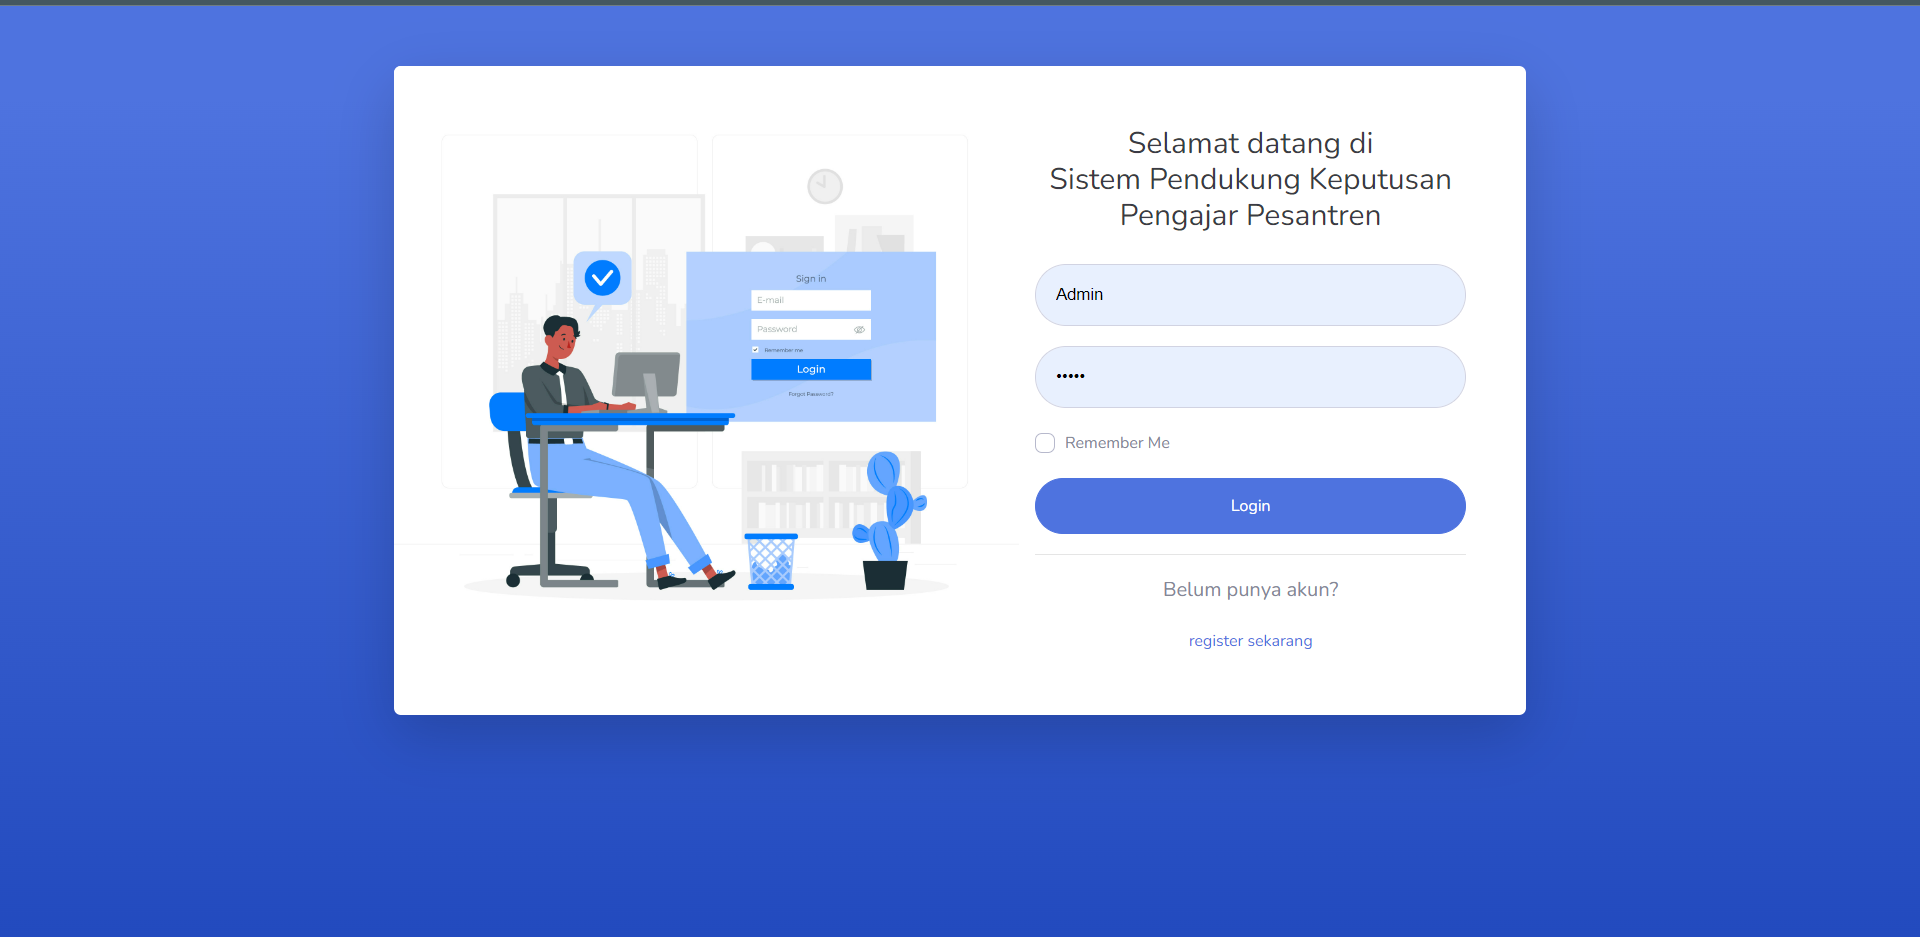 Selamat datang di
Sistem Pendukung Keputusan
Pengajar Pesantren
Sign in
E-mail
Password
Remember me
Login
Forgot Password?
Admin
•••••
Remember Me
Login
Belum punya akun?
register sekarang